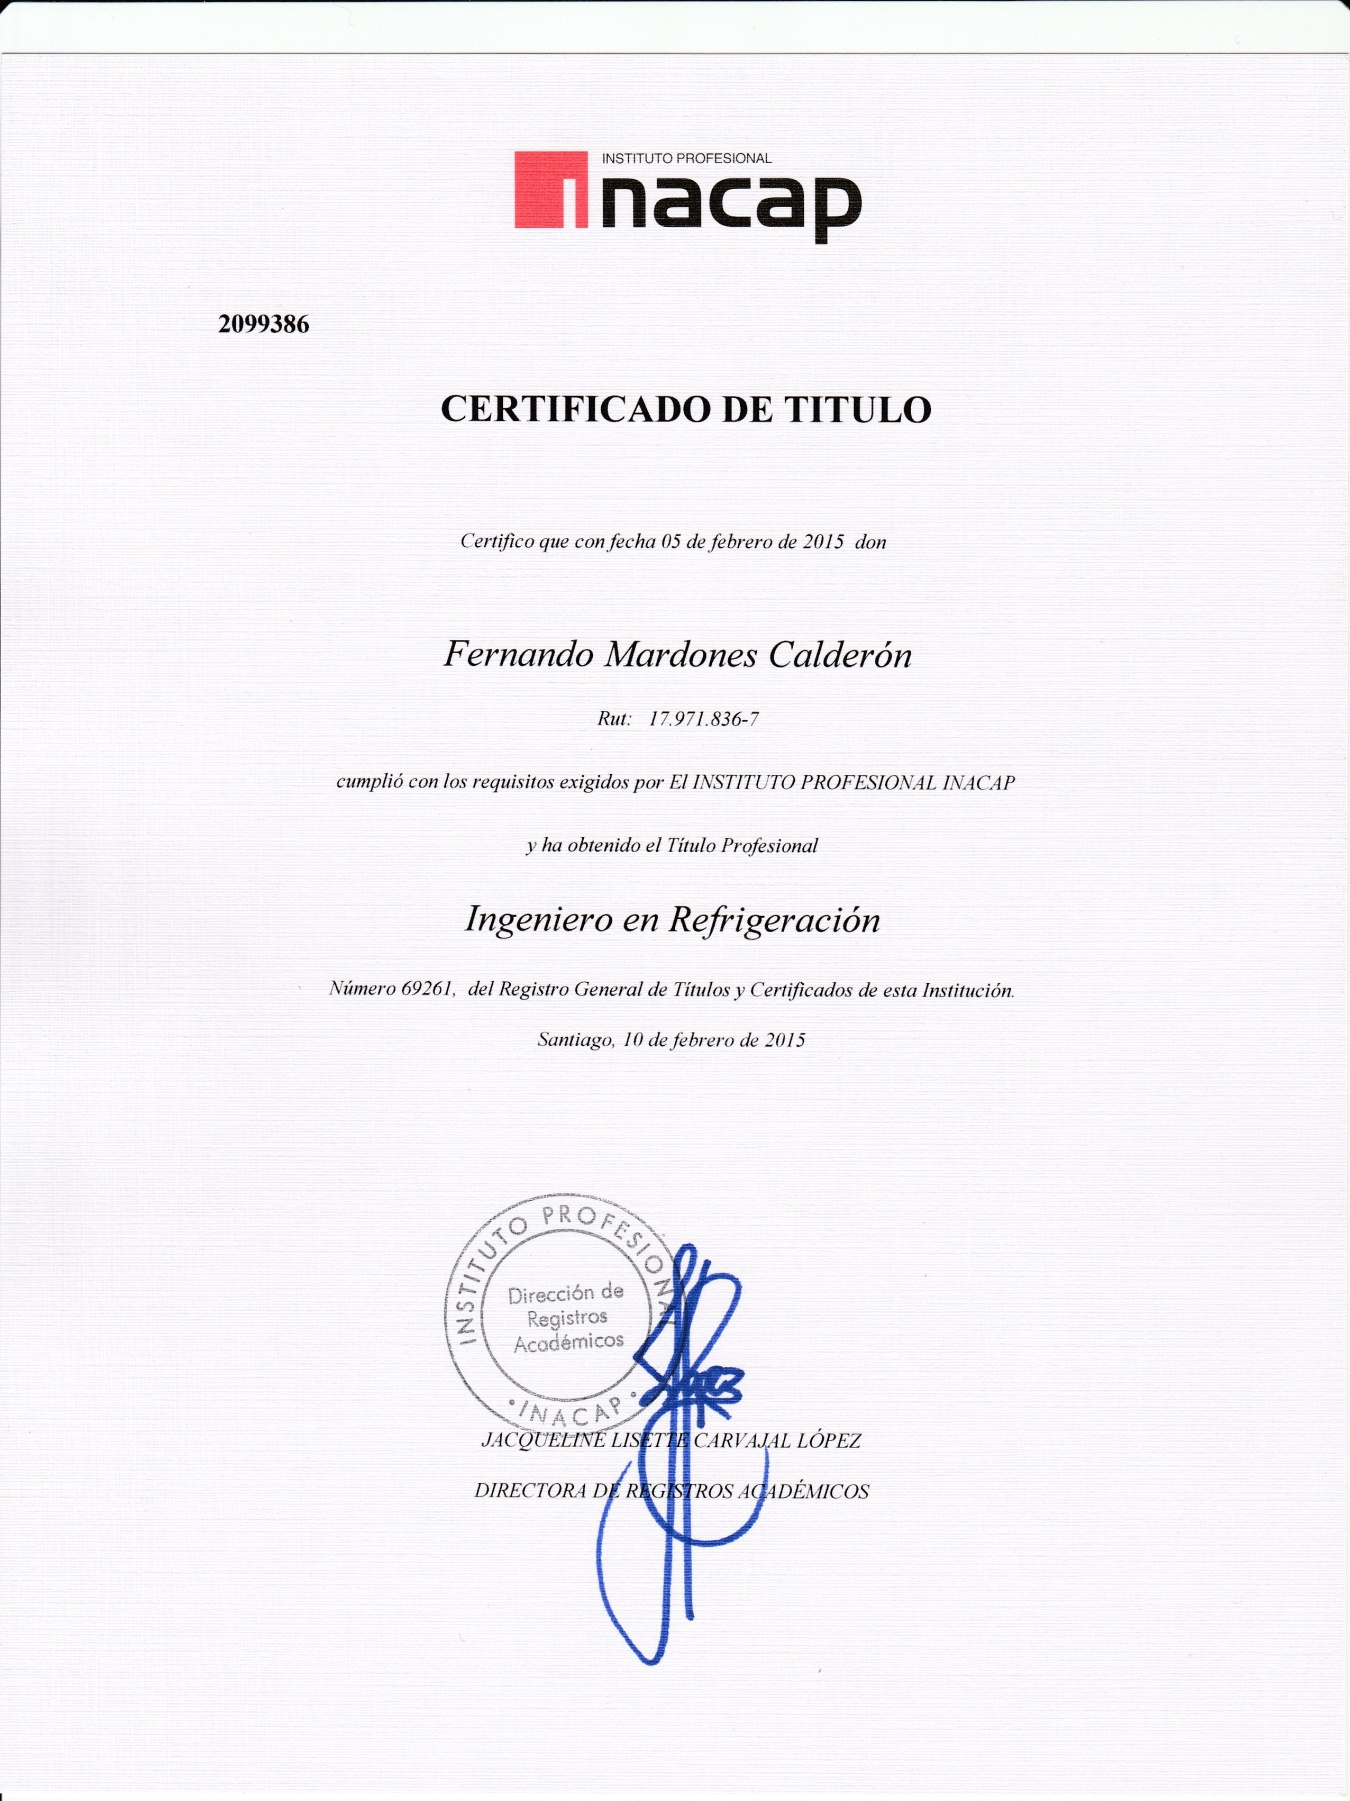 INSTITUTO PROFESIONAL
inacap
2099386
CERTIFICADO DE TITULO
Certifico que con fecha 05 de febrero de 2015 don
Fernando Mardones Calderón
Rut: 17.971.836-7
cumplió con los requisitos exigidos por El INSTITUTO PROFESIONAL INACAP
y ha obtenido el Título Profesional
Ingeniero en Refrigeración
Número 69261, del Registro General de Títulos y Certificados de esta Institución.
Santiago, 10 de febrero de 2015
INSTITUTO PROFESIONAL
Dirección de
Registros
Académicos
· INACAP ·
JACQUELINE LISETTE CARVAJAL LÓPEZ
DIRECTORA DE REGISTROS ACADÉMICOS